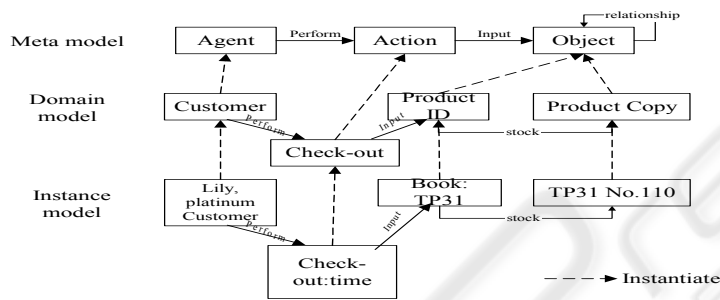 relationship
Meta model
Agent
Perform
Action
Input
Object
Domain
model
Customer
perform
Check-out
Input
Product
ID
stock
Product Copy
Instance
model
Lily,
platinum
Customer
perform
Check-
out:time
Input
Book:
TP31
stock
TP31 No.110
Instantiate